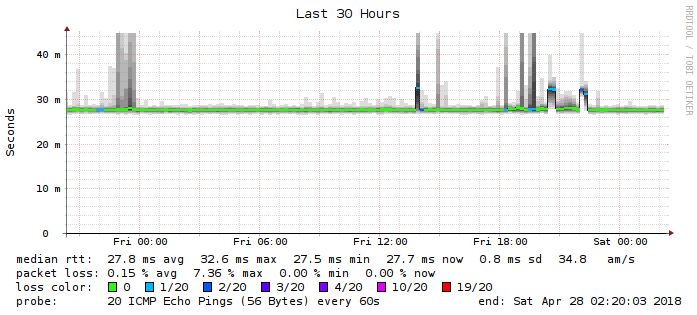 Last 30 Hours
RRDTOOL / TOBI OETIKER
Seconds
40 m
30 m
20 m
10 m
0
Fri 00:00 Fri 06:00 Fri 12:00 Fri 18:00 Sat 00:00
median rtt: 27.8 ms avg 32.6 ms max 27.5 ms min 27.7 ms now 0.8 ms sd 34.8 am/s
packet loss: 0.15 % avg 7.36 % max 0.00 % min 0.00 % now
loss color: 0 1/20 2/20 3/20 4/20 10/20 19/20
probe: 20 ICMP Echo Pings (56 Bytes) every 60s end: Sat Apr 28 02:20:03 2018